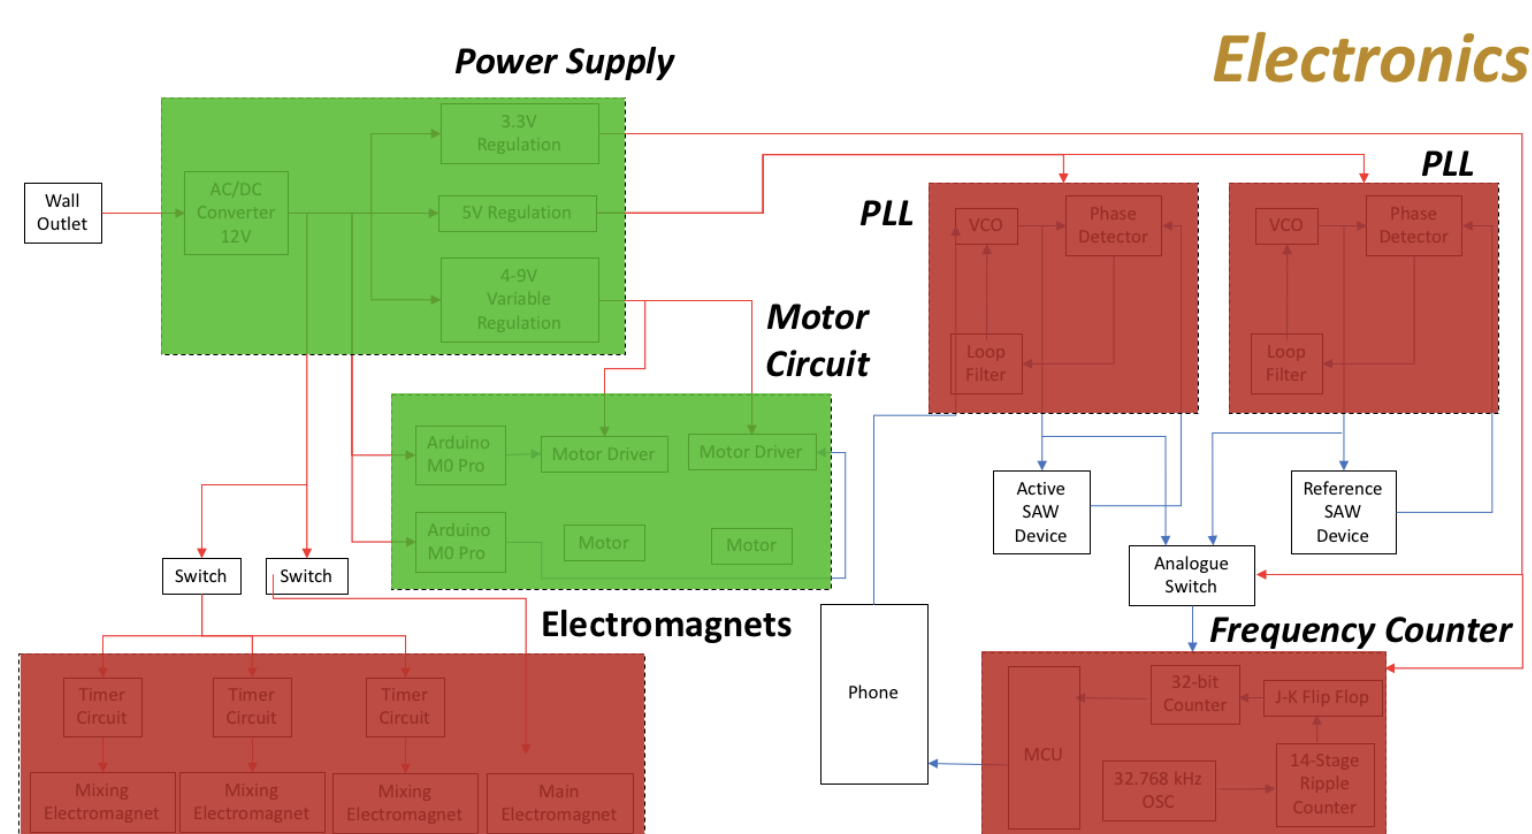 Electronics
Power Supply
3.3V
Regulation
AC/DC
Converter
12V
5V Regulation
4-9V
Variable
Regulation
Wall
Outlet
PLL
VCO
Phase
Detector
Loop
Filter
PLL
VCO
Phase
Detector
Loop
Filter
Motor
Circuit
Arduino
M0 Pro
Motor Driver
Motor Driver
Arduino
M0 Pro
Motor
Motor
Active
SAW
Device
Reference
SAW
Device
Analogue
Switch
Switch
Switch
Electromagnets
Timer
Circuit
Timer
Circuit
Timer
Circuit
Mixing
Electromagnet
Mixing
Electromagnet
Mixing
Electromagnet
Main
Electromagnet
Phone
Frequency Counter
MCU
32-bit
Counter
J-K Flip Flop
32.768 kHz
OSC
14-Stage
Ripple
Counter